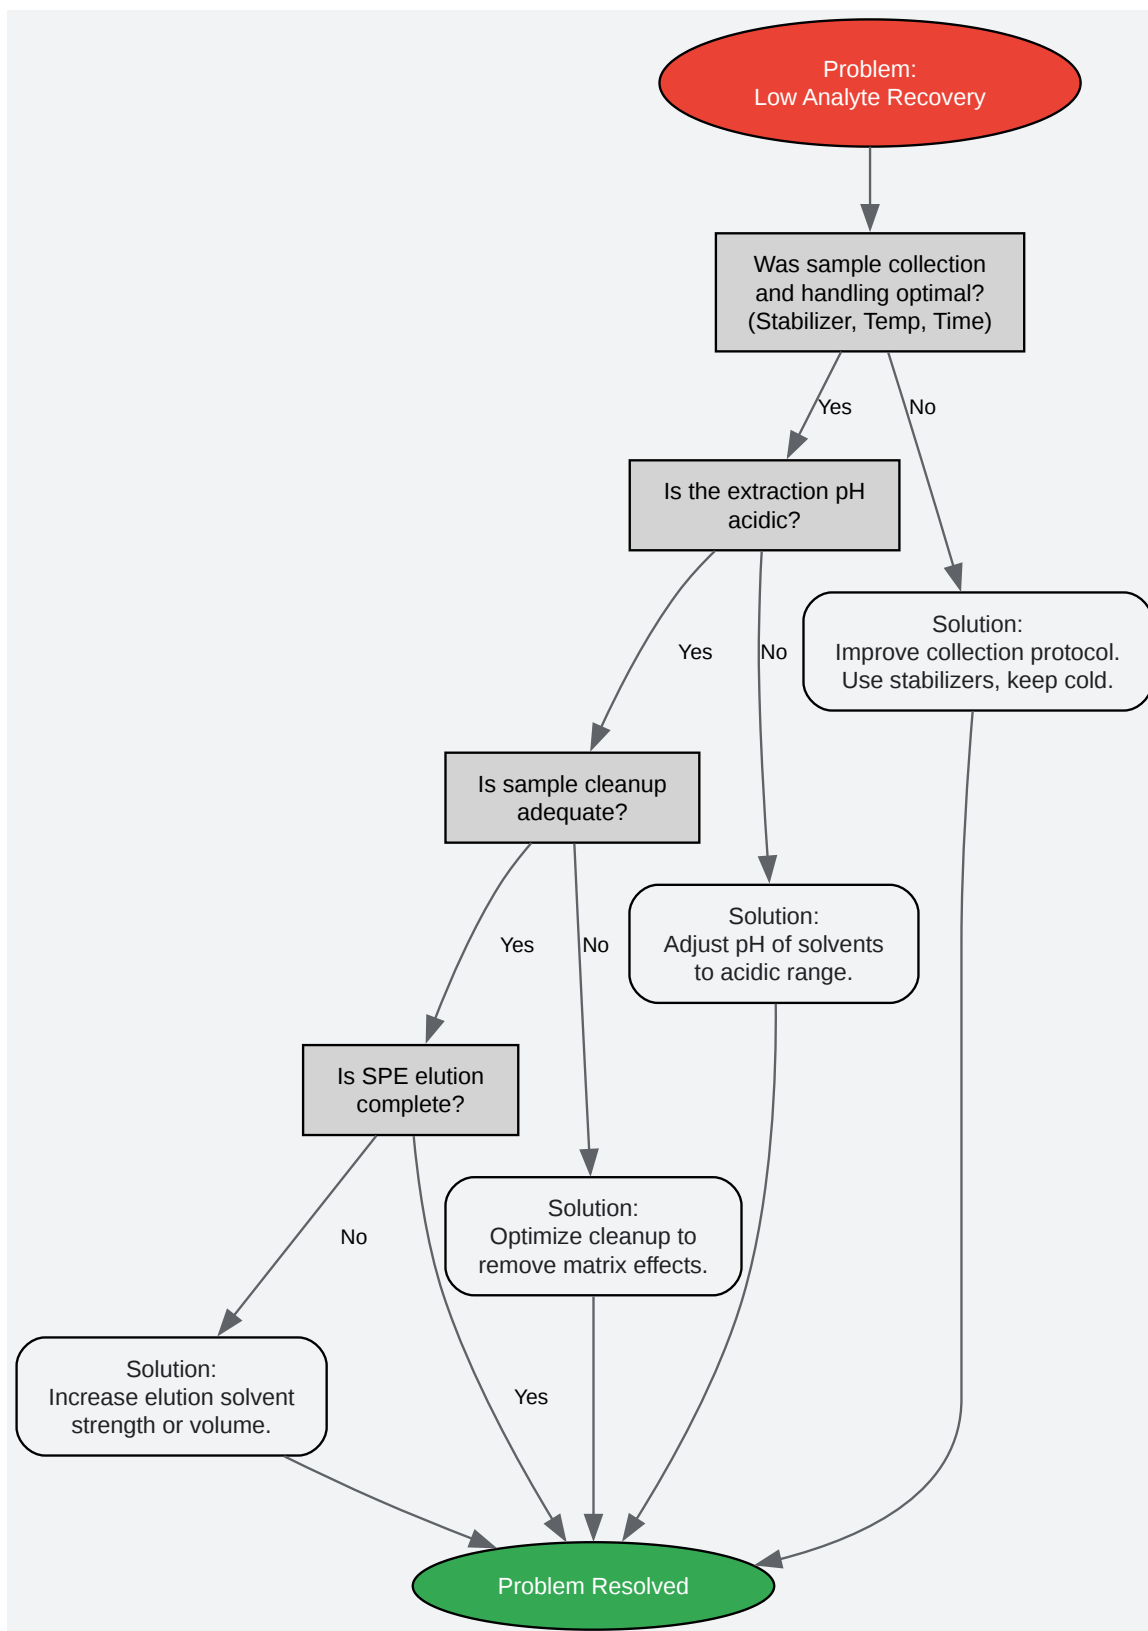 Problem:
Low Analyte Recovery
Was sample collection
and handling optimal?
(Stabilizer, Temp, Time)
Yes
No
Is the extraction pH
acidic?
Solution:
Improve collection protocol.
Use stabilizers, keep cold.
Yes
No
Is sample cleanup
adequate?
Solution:
Adjust pH of solvents
to acidic range.
Yes
No
Is SPE elution
complete?
Solution:
Optimize cleanup to
remove matrix effects.
No
Yes
Solution:
Increase elution solvent
strength or volume.
Problem Resolved